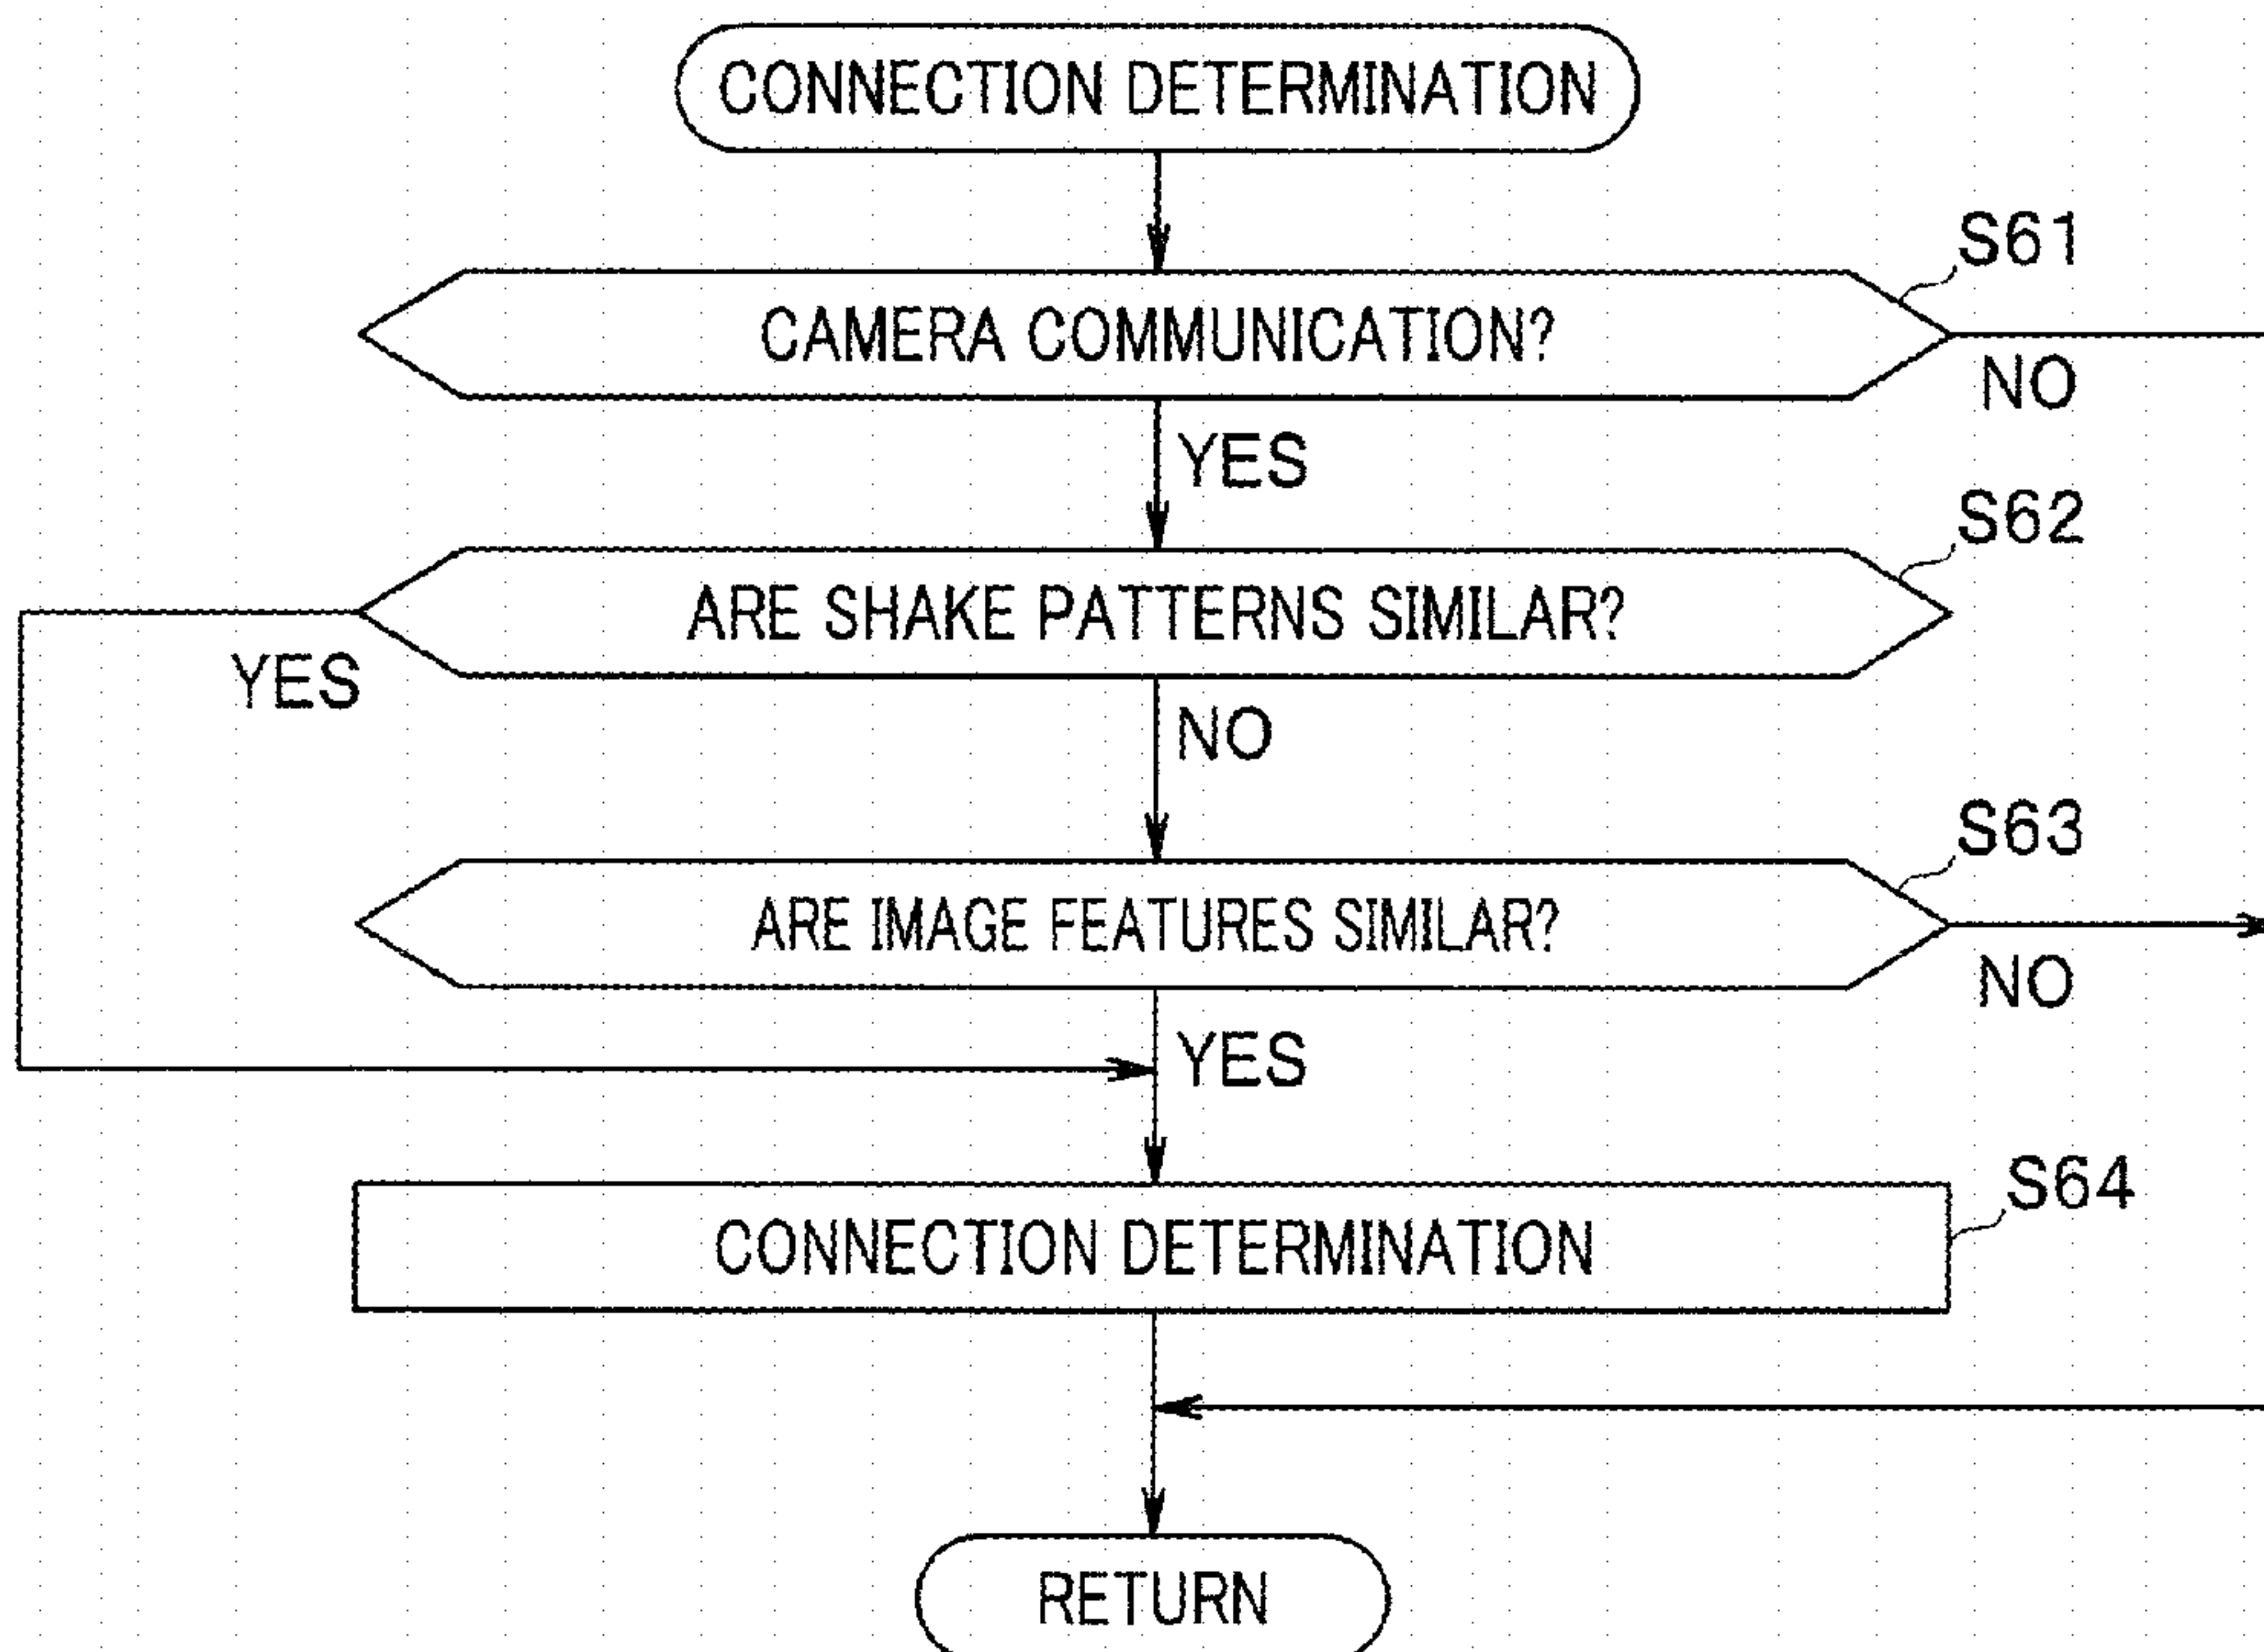 CONNECTION DETERMINATION
S61
CAMERA COMMUNICATION?
NO
YES
S62
ARE SHAKE PATTERNS SIMILAR?
YES
NO
S63
ARE IMAGE FEATURES SIMILAR?
NO
YES
S64
CONNECTION DETERMINATION
RETURN